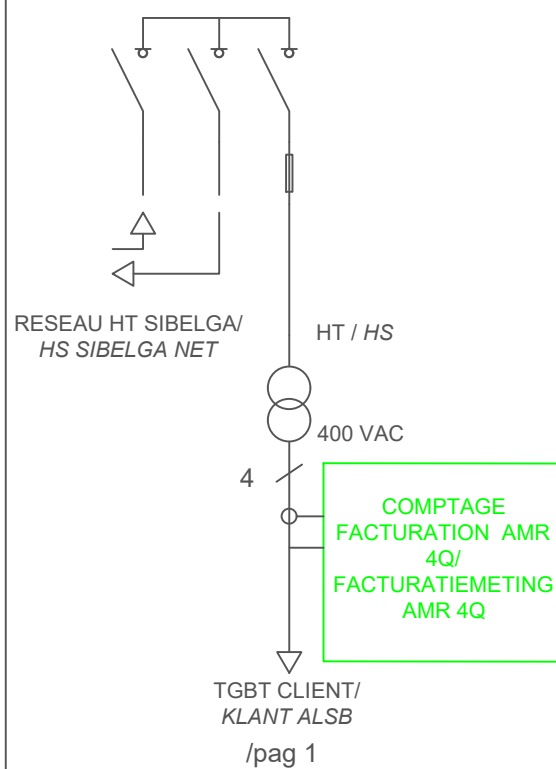 RESEAU HT SIBELGA/
HS SIBELGA NET
HT / HS
400 VAC
4
COMPTAGE
FACTURATION AMR
4Q/
FACTURATIEMETING
AMR 4Q
TGBT CLIENT/
KLANT ALSB
/pag 1